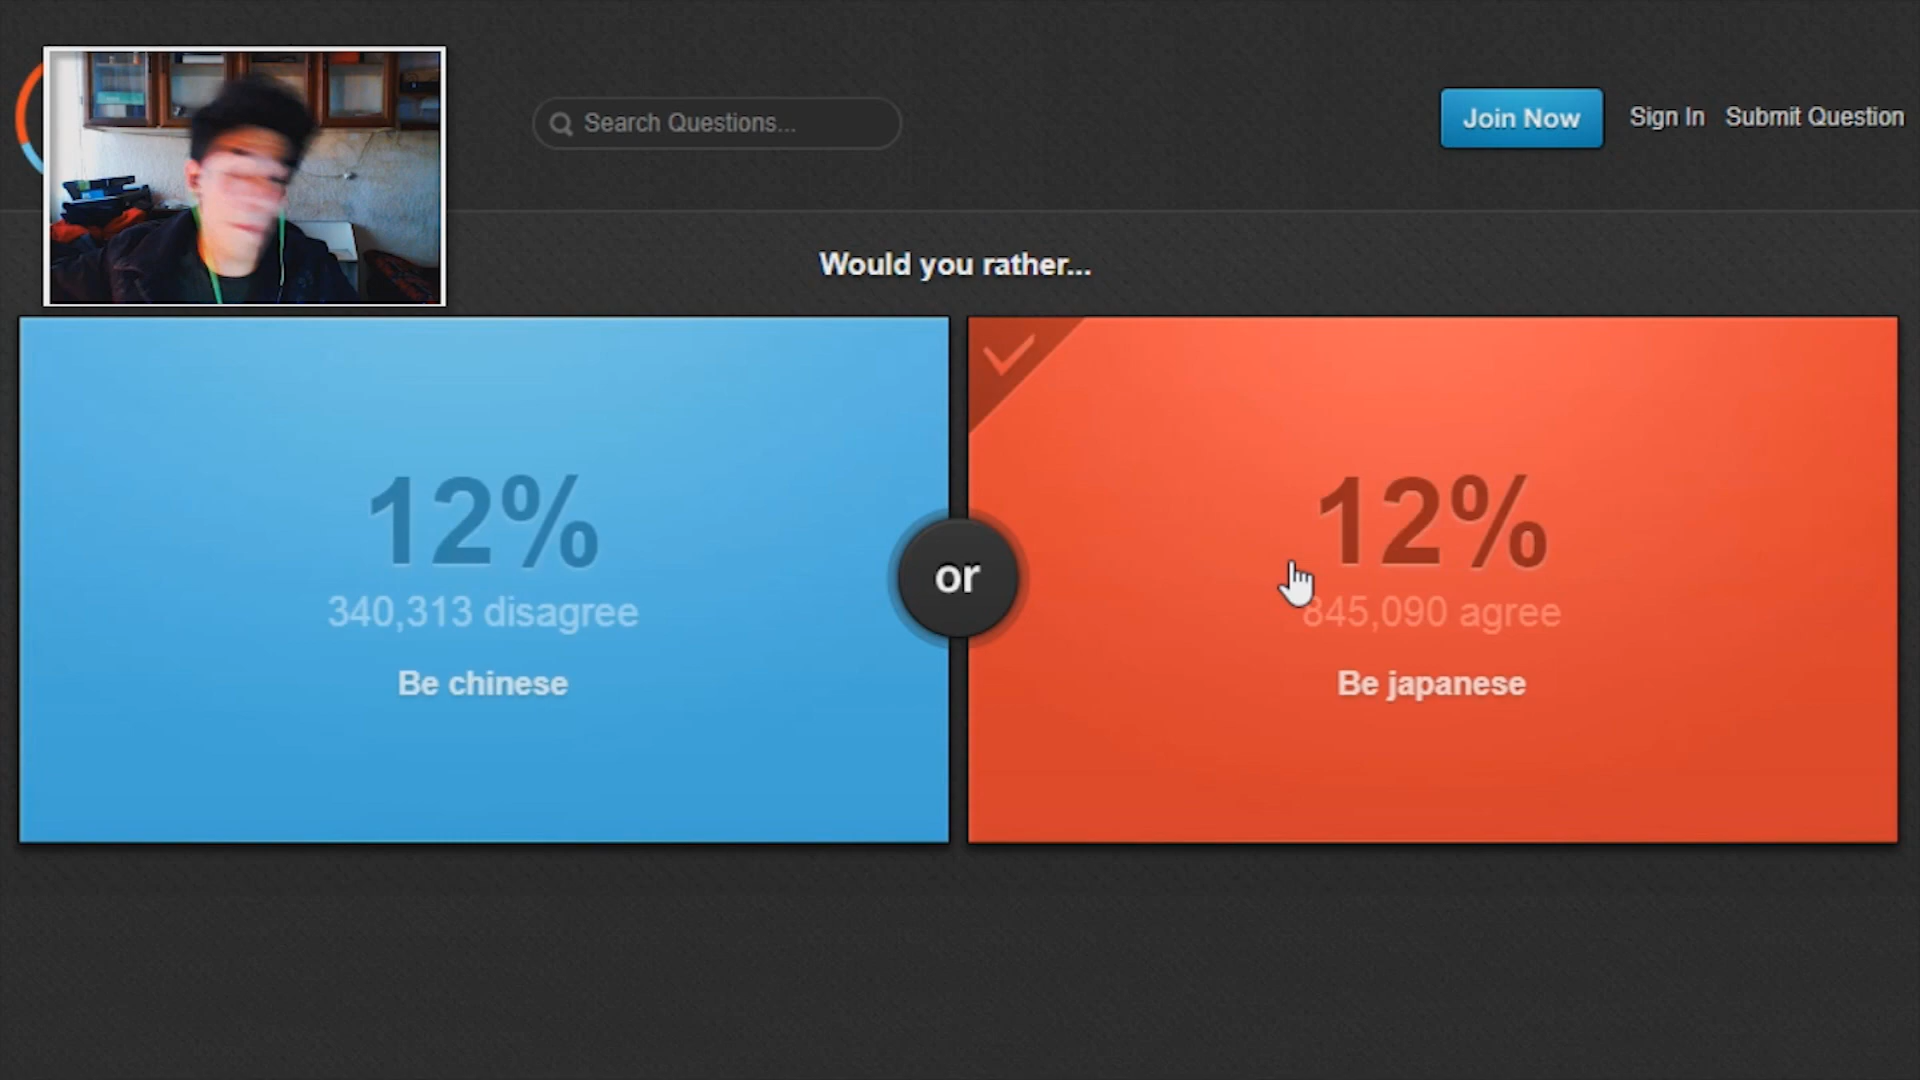 Search Questions...
Join Now
Sign In
Submit Question
Would you rather...
12%
340,313 disagree
Be chinese
or
12%
845,090 agree
Be japanese